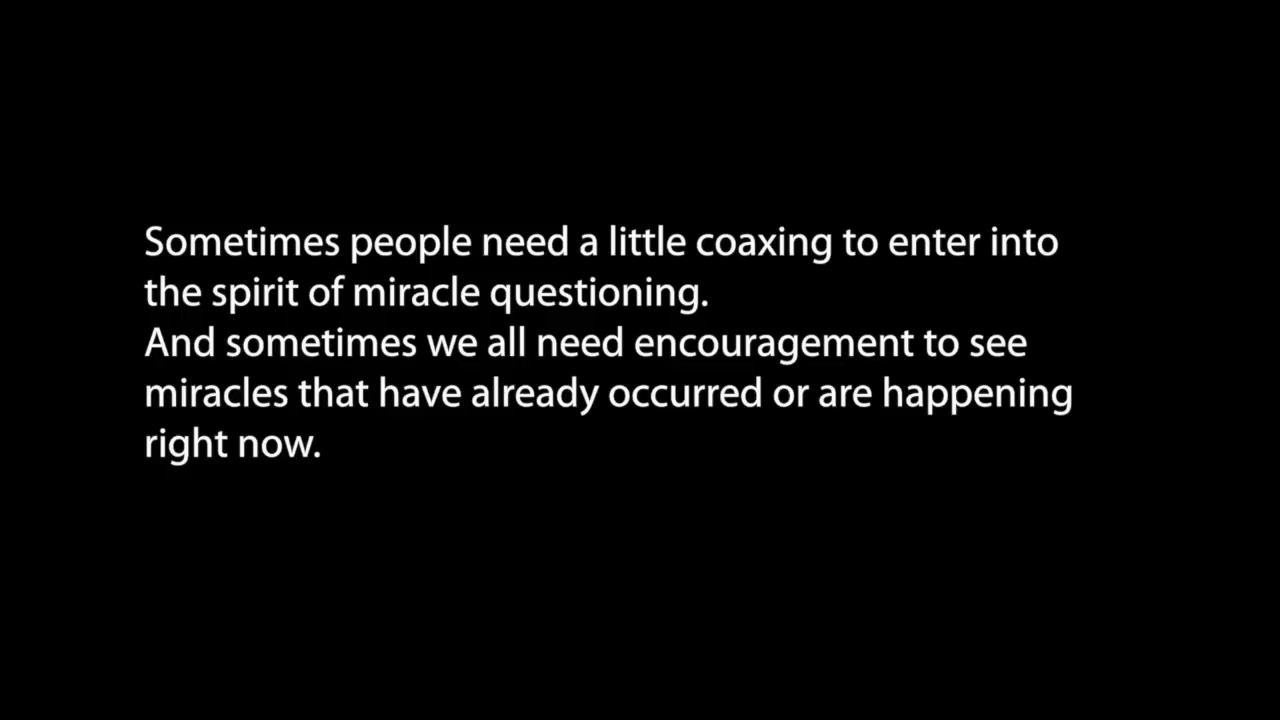 Sometimes people need a little coaxing to enter into
the spirit of miracle questioning.
And sometimes we all need encouragement to see
miracles that have already occurred or are happening
right now.